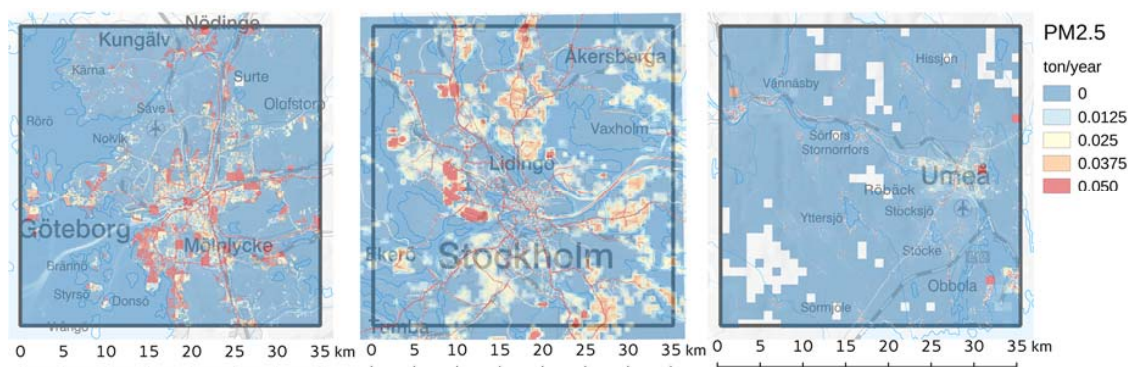 Nödinge
Kungälv
Kärna
Surte
Säve
Olofstorp
Rörö
Nolvik
Göteborg
Mölnlycke
Brännö
Styrsö
Donsö
Vrångö
0 5 10 15 20 25 30 35 km
Åkersberga
Vaxholm
Lidingö
Ekerö
Stockholm
Tumba
0 5 10 15 20 25 30 35 km
Hissjön
Vännäsby
Sörfors
Stornorrfors
Umeå
Röbäck
Yttersjö
Stocksjö
Stöcke
Obbola
Sörmjöle
0 5 10 15 20 25 30 35 km
PM2.5
ton/year
0
0.0125
0.025
0.0375
0.050